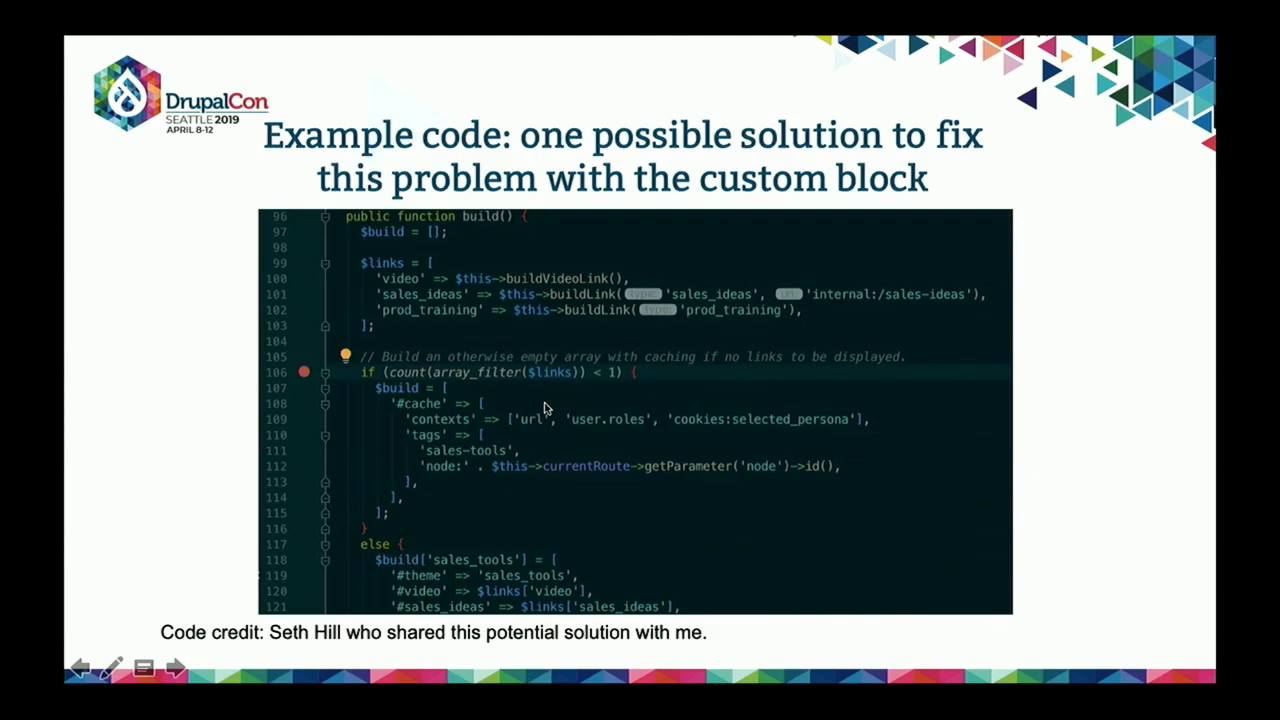 DrupalCon
SEATTLE 2019
APRIL 8-12
Example code: one possible solution to fix
this problem with the custom block
96 public function build() {
97 $build = [];
98
99 $links = [
100 'video' => $this->buildVideoLink(),
101 'sales_ideas' => $this->buildLink( type: 'sales_ideas', uri: 'internal:/sales-ideas'),
102 'prod_training' => $this->buildLink( type: 'prod_training'),
103 ];
104
105 // Build an otherwise empty array with caching if no links to be displayed.
106 if (count(array_filter($links)) < 1) {
107 $build = [
108 '#cache' => [
109 'contexts' => ['url', 'user.roles', 'cookies:selected_persona'],
110 'tags' => [
111 'sales-tools',
112 'node:' . $this->currentRoute->getParameter('node')->id(),
113 ],
114 ],
115 ];
116 }
117 else {
118 $build['sales_tools'] = [
119 '#theme' => 'sales_tools',
120 '#video' => $links['video'],
121 '#sales_ideas' => $links['sales_ideas'],
Code credit: Seth Hill who shared this potential solution with me.